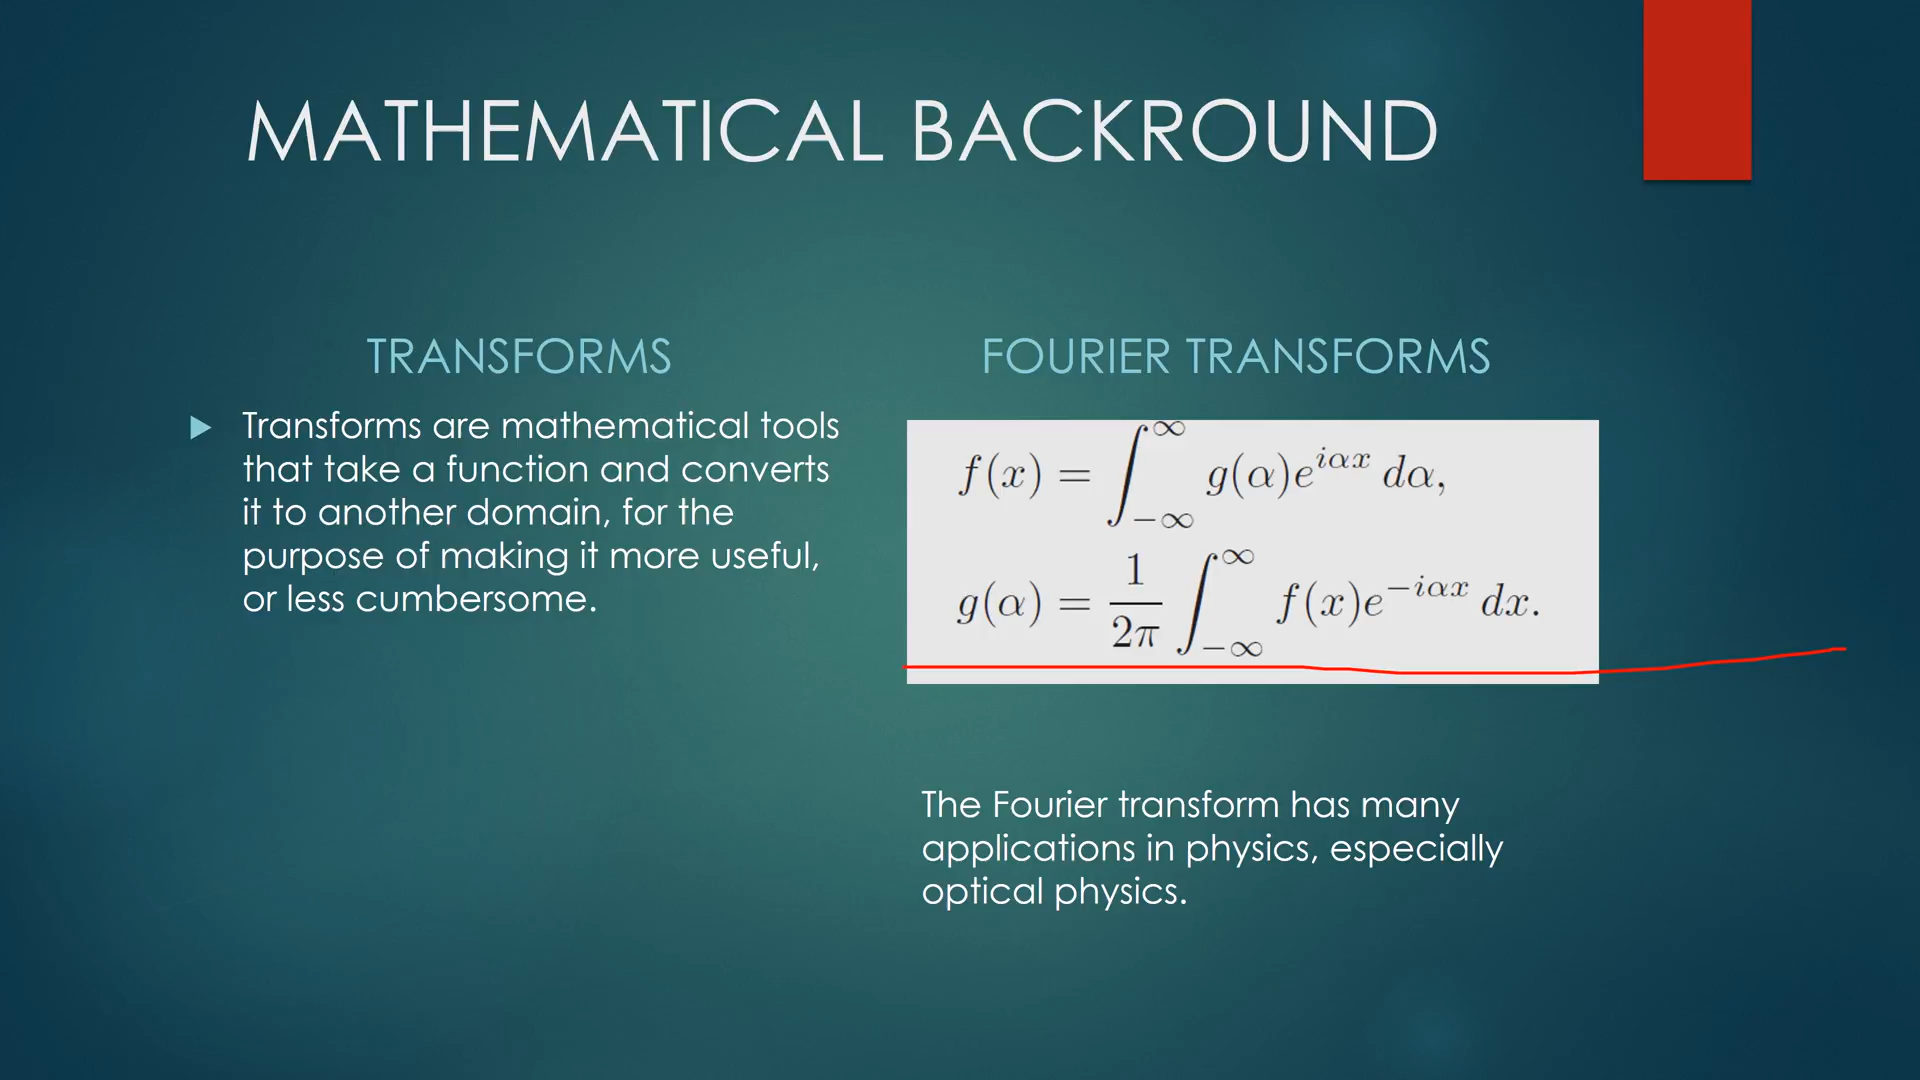 MATHEMATICAL BACKROUND
TRANSFORMS
Transforms are mathematical tools
that take a function and converts
it to another domain, for the
purpose of making it more useful,
or less cumbersome.
FOURIER TRANSFORMS
f(x) = ∫_{-∞}^{∞} g(α)e^{iαx} dα,
g(α) = \frac{1}{2π} ∫_{-∞}^{∞} f(x)e^{-iαx} dx.
The Fourier transform has many
applications in physics, especially
optical physics.